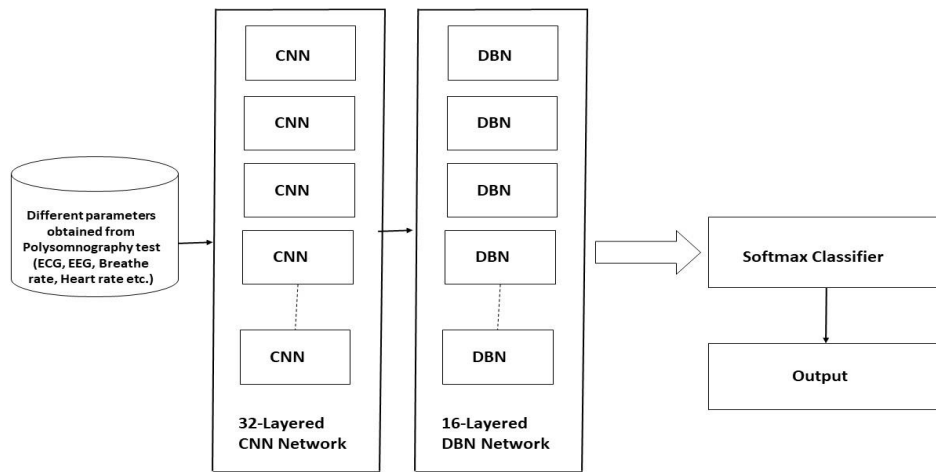 Different parameters
obtained from
Polysomnography test
(ECG, EEG, Breathe
rate, Heart rate etc.)
CNN
CNN
CNN
CNN
CNN
32-Layered
CNN Network
DBN
DBN
DBN
DBN
DBN
16-Layered
DBN Network
Softmax Classifier
Output